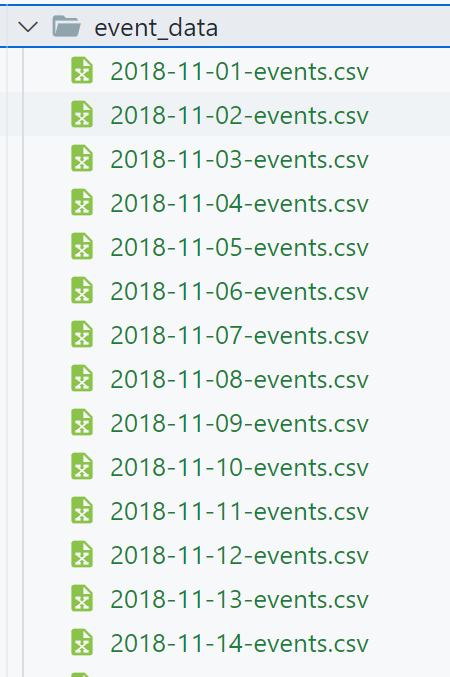 event_data
2018-11-01-events.csv
2018-11-02-events.csv
2018-11-03-events.csv
2018-11-04-events.csv
2018-11-05-events.csv
2018-11-06-events.csv
2018-11-07-events.csv
2018-11-08-events.csv
2018-11-09-events.csv
2018-11-10-events.csv
2018-11-11-events.csv
2018-11-12-events.csv
2018-11-13-events.csv
2018-11-14-events.csv